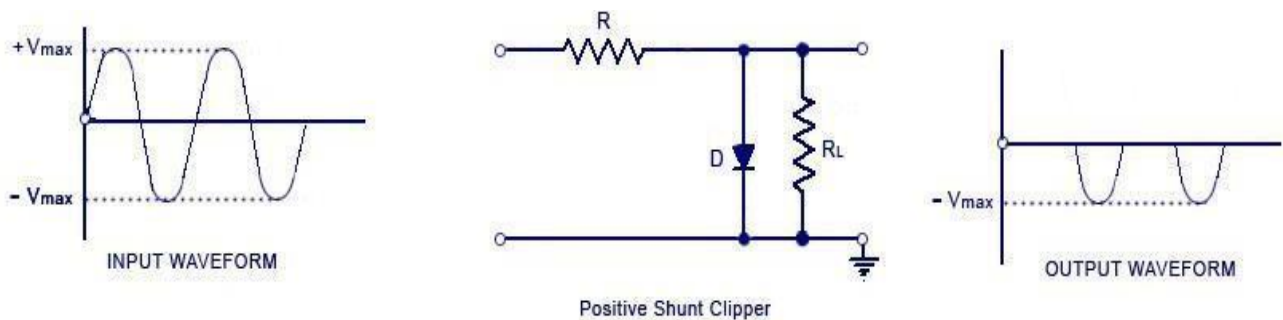 +Vmax
- Vmax
INPUT WAVEFORM
R
D
RL
Positive Shunt Clipper
- Vmax
OUTPUT WAVEFORM